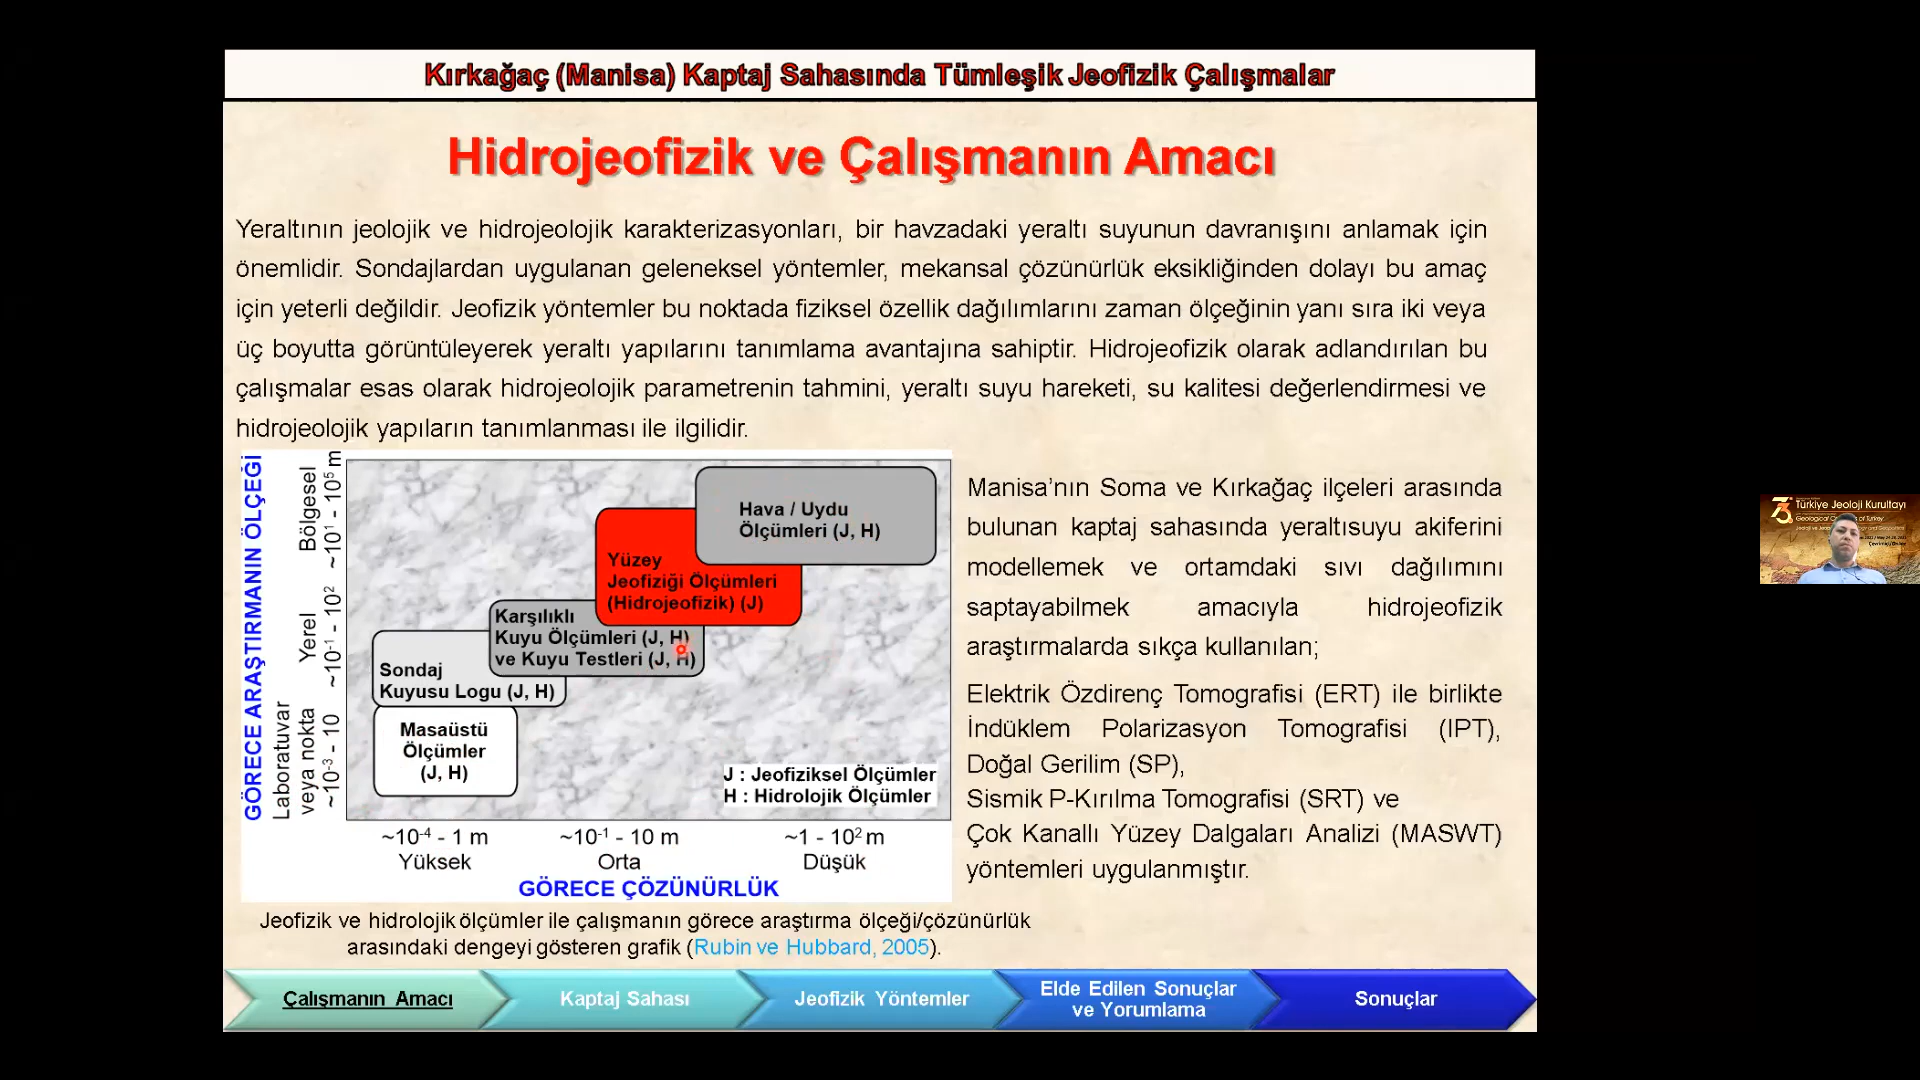 Kırkağaç (Manisa) Kaptaj Sahasında Tümleşik Jeofizik Çalışmalar
Hidrojeofizik ve Çalışmanın Amacı
Yeraltının jeolojik ve hidrojeolojik karakterizasyonları, bir havzadaki yeraltı suyunun davranışını anlamak için
önemlidir. Sondajlardan uygulanan geleneksel yöntemler, mekansal çözünürlük eksikliğinden dolayı bu amaç
için yeterli değildir. Jeofizik yöntemler bu noktada fiziksel özellik dağılımlarını zaman ölçeğinin yanı sıra iki veya
üç boyutta görüntüleyerek yeraltı yapılarını tanımlama avantajına sahiptir. Hidrojeofizik olarak adlandırılan bu
çalışmalar esas olarak hidrojeolojik parametrenin tahmini, yeraltı suyu hareketi, su kalitesi değerlendirmesi ve
hidrojeolojik yapıların tanımlanması ile ilgilidir.
GÖRECE ARAŞTIRMANIN ÖLÇEĞİ
Bölgesel
~10¹ - 10⁵ m
Yerel
~10⁻¹ - 10²
Laboratuvar
veya nokta
~10⁻³ - 10
Hava / Uydu
Ölçümleri (J, H)
Yüzey
Jeofiziği Ölçümleri
(Hidrojeofizik) (J)
Karşılıklı
Kuyu Ölçümleri (J, H)
ve Kuyu Testleri (J, H)
Sondaj
Kuyusu Logu (J, H)
Masaüstü
Ölçümler
(J, H)
J : Jeofiziksel Ölçümler
H : Hidrolojik Ölçümler
~10⁻⁴ - 1 m
~10⁻¹ - 10 m
~1 - 10² m
Yüksek
Orta
Düşük
GÖRECE ÇÖZÜNÜRLÜK
Jeofizik ve hidrolojik ölçümler ile çalışmanın görece araştırma ölçeği/çözünürlük
arasındaki dengeyi gösteren grafik (Rubin ve Hubbard, 2005).
Manisa’nın Soma ve Kırkağaç ilçeleri arasında
bulunan kaptaj sahasında yeraltısuyu akiferini
modellemek ve ortamdaki sıvı dağılımını
saptayabilmek amacıyla hidrojeofizik
araştırmalarda sıkça kullanılan;
Elektrik Özdirenç Tomografisi (ERT) ile birlikte
İndüklem Polarizasyon Tomografisi (IPT),
Doğal Gerilim (SP),
Sismik P-Kırılma Tomografisi (SRT) ve
Çok Kanallı Yüzey Dalgaları Analizi (MASWT)
yöntemleri uygulanmıştır.
Çalışmanın Amacı
Kaptaj Sahası
Jeofizik Yöntemler
Elde Edilen Sonuçlar
ve Yorumlama
Sonuçlar
73
Türkiye Jeoloji Kurultayı